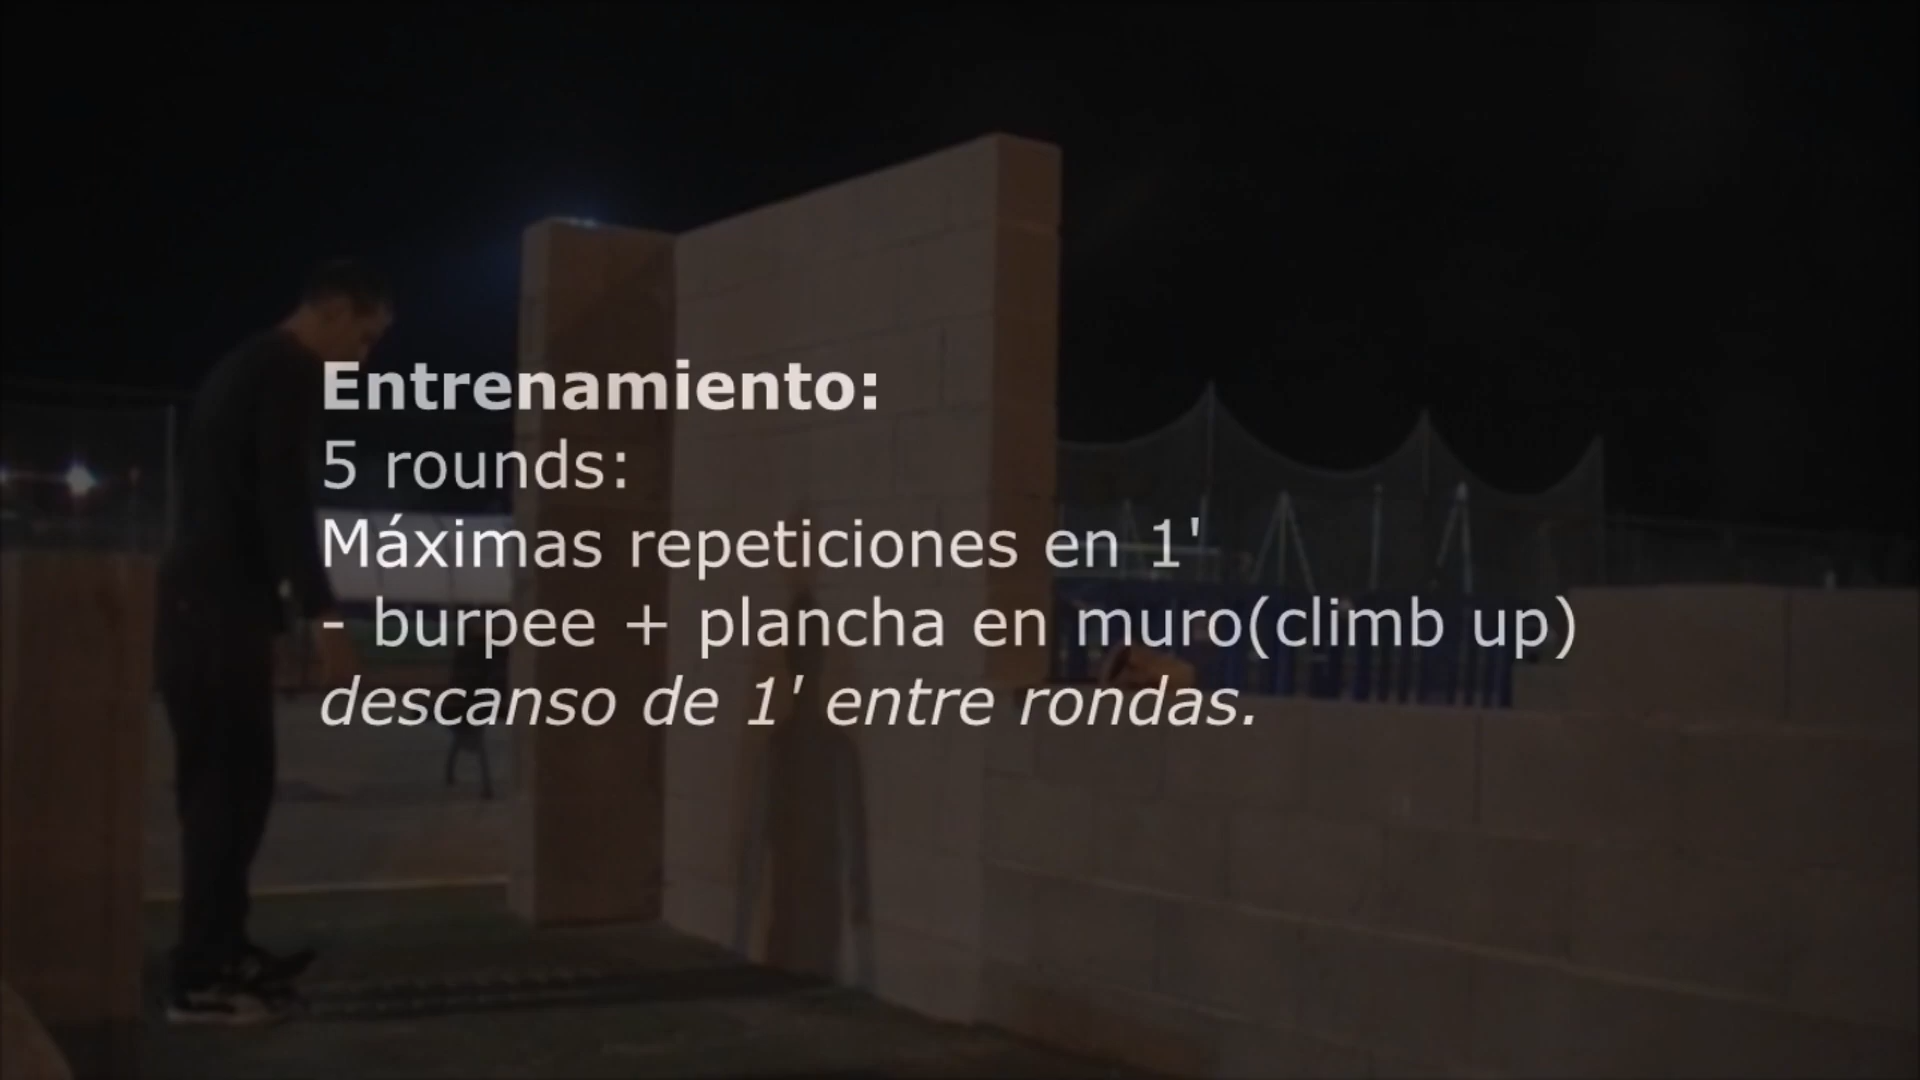 Entrenamiento:
5 rounds:
Máximas repeticiones en 1'
- burpee + plancha en muro(climb up)
descanso de 1' entre rondas.